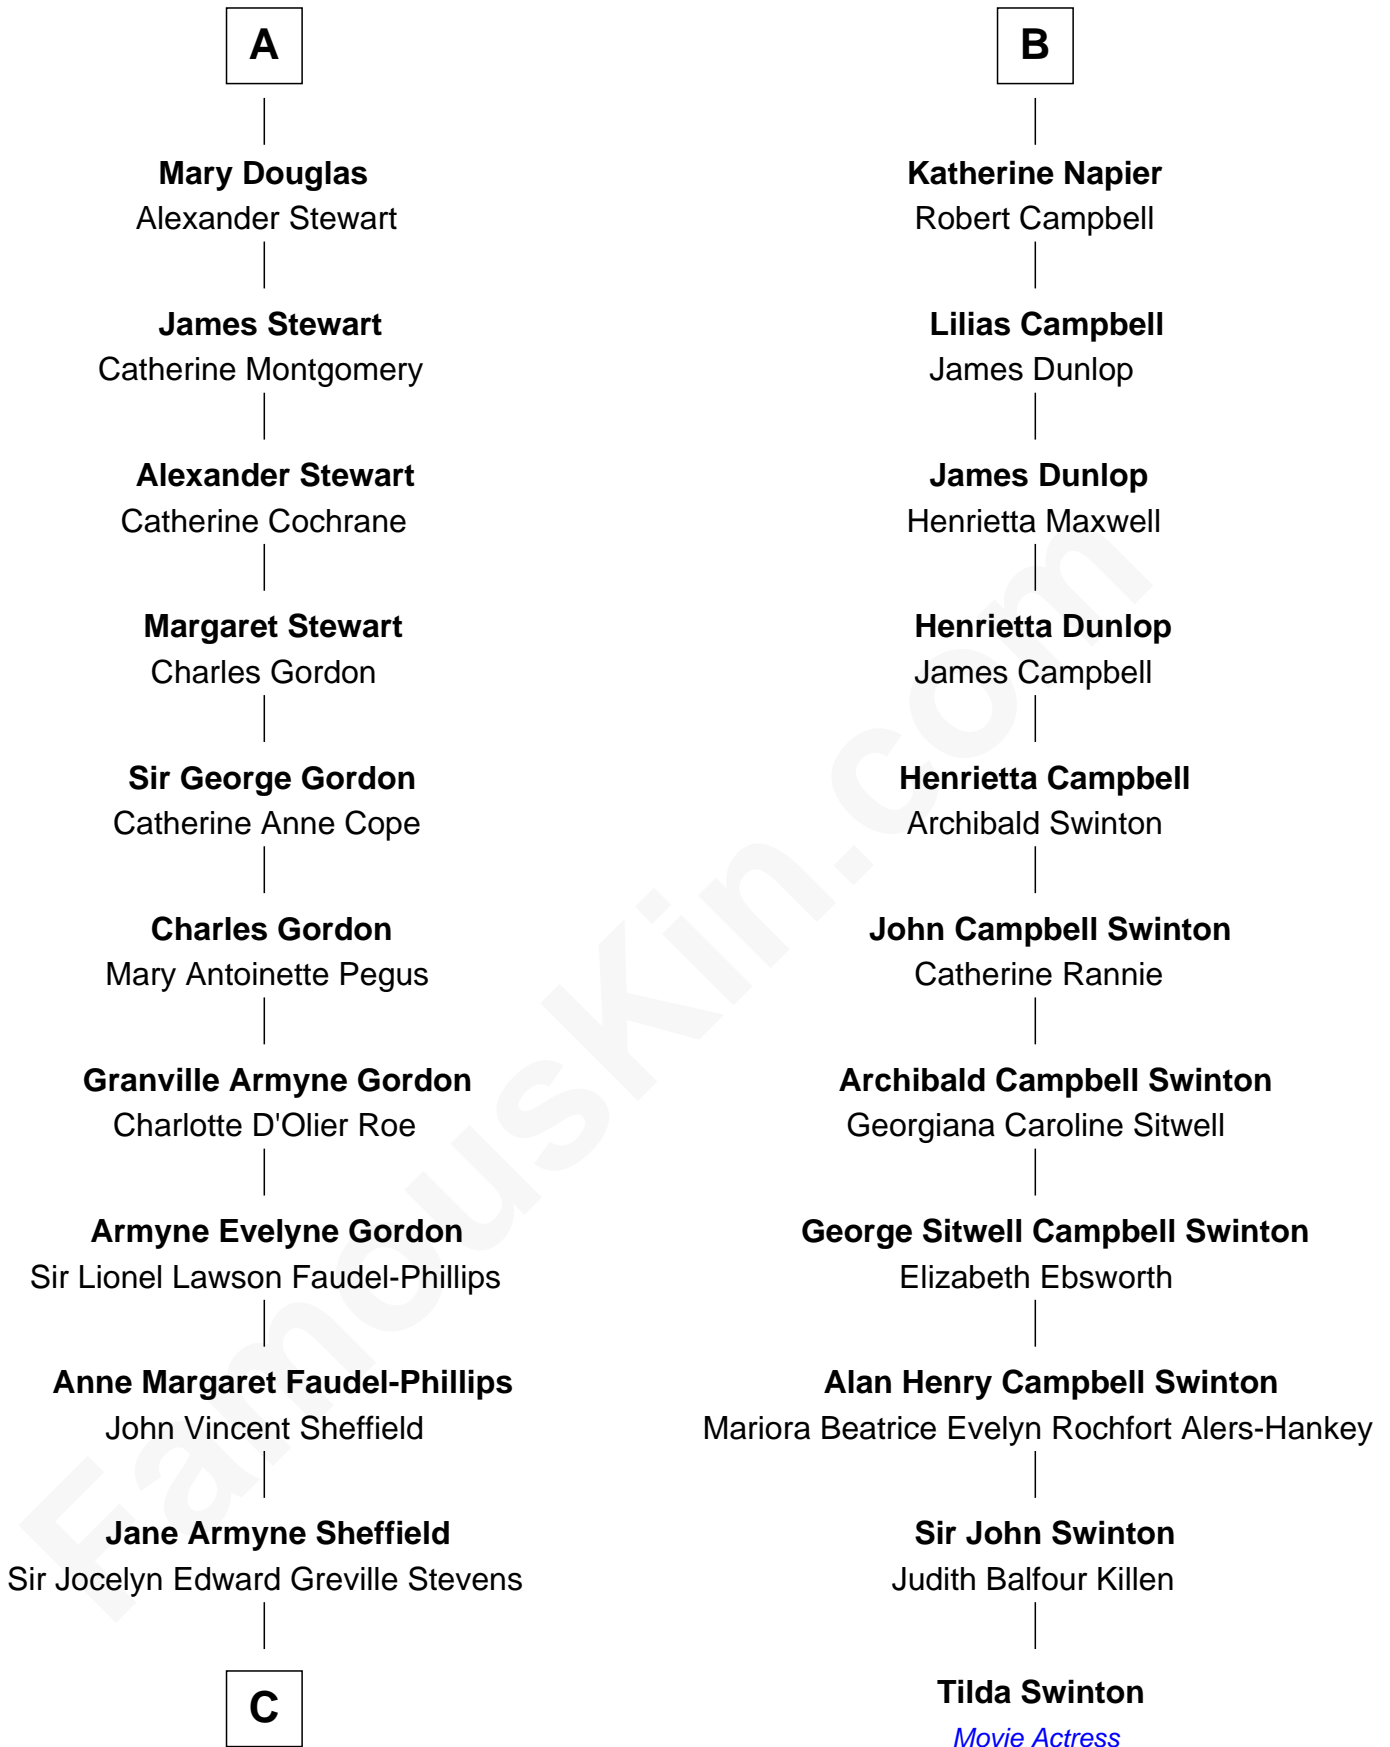 A
Mary Douglas
Alexander Stewart
James Stewart
Catherine Montgomery
Alexander Stewart
Catherine Cochrane
Margaret Stewart
Charles Gordon
Sir George Gordon
Catherine Anne Cope
Charles Gordon
Mary Antoinette Pegus
Granville Armyne Gordon
Charlotte D'Olier Roe
Armyne Evelyne Gordon
Sir Lionel Lawson Faudel-Phillips
Anne Margaret Faudel-Phillips
John Vincent Sheffield
Jane Armyne Sheffield
Sir Jocelyn Edward Greville Stevens
C
B
Katherine Napier
Robert Campbell
Lilias Campbell
James Dunlop
James Dunlop
Henrietta Maxwell
Henrietta Dunlop
James Campbell
Henrietta Campbell
Archibald Swinton
John Campbell Swinton
Catherine Rannie
Archibald Campbell Swinton
Georgiana Caroline Sitwell
George Sitwell Campbell Swinton
Elizabeth Ebsworth
Alan Henry Campbell Swinton
Mariora Beatrice Evelyn Rochfort Alers-Hankey
Sir John Swinton
Judith Balfour Killen
Tilda Swinton
Movie Actress
FamousKin.com